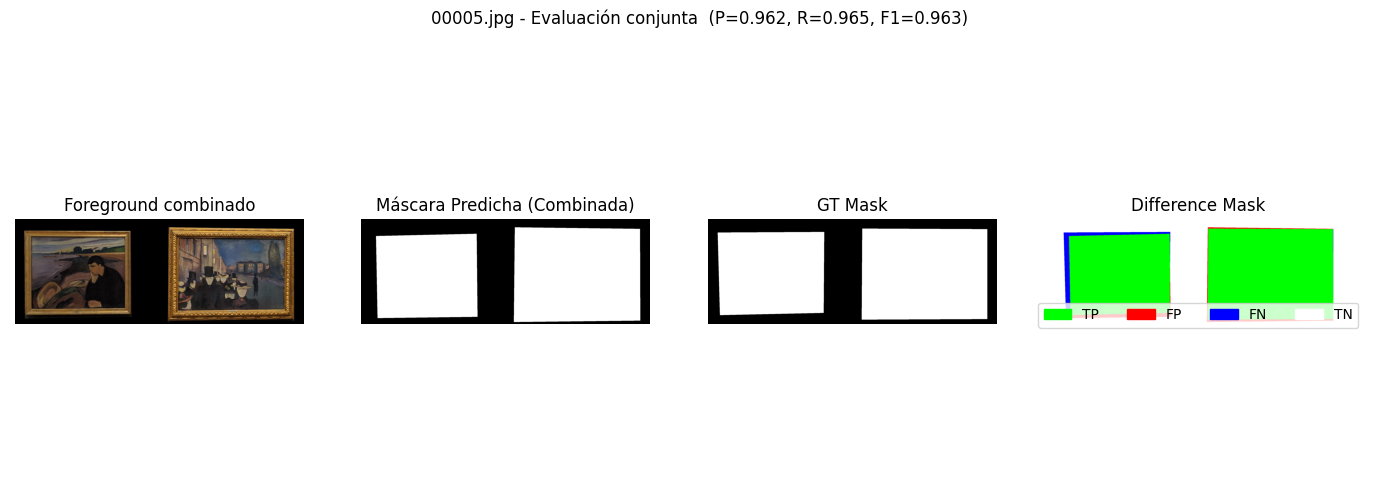 00005.jpg - Evaluación conjunta  (P=0.962, R=0.965, F1=0.963)
Foreground combinado
Máscara Predicha (Combinada)
GT Mask
Difference Mask
TP
FP
FN
TN